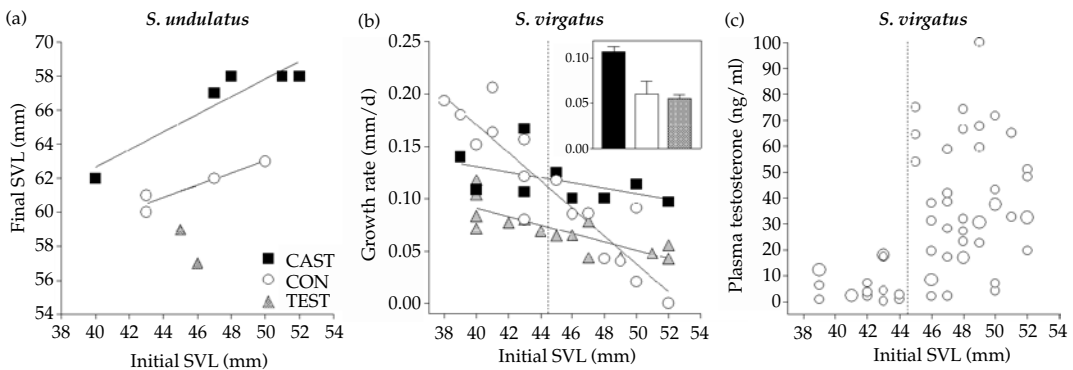 (a)
S. undulatus
70
68
66
64
62
60
58
56
54
Final SVL (mm)
CAST
CON
TEST
38 40 42 44 46 48 50 52 54
Initial SVL (mm)
(b)
S. virgatus
0.25
0.20
0.15
0.10
0.05
0.00
Growth rate (mm/d)
0.10
0.05
0.00
38 40 42 44 46 48 50 52 54
Initial SVL (mm)
(c)
S. virgatus
100
90
80
70
60
50
40
30
20
10
0
Plasma testosterone (ng/ml)
38 40 42 44 46 48 50 52 54
Initial SVL (mm)